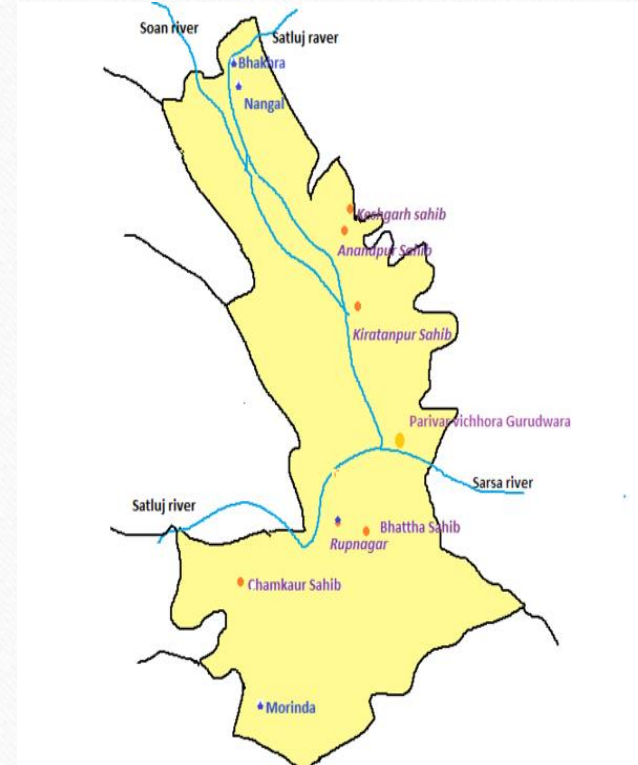 Soan river
Satluj raver
Bhakhra
Nangal
Keshgarh sahib
Anandpur Sahib
Kiratanpur Sahib
Parivar vichhora Gurudwara
Sarsa river
Satluj river
Bhattha Sahib
Rupnagar
Chamkaur Sahib
Morinda